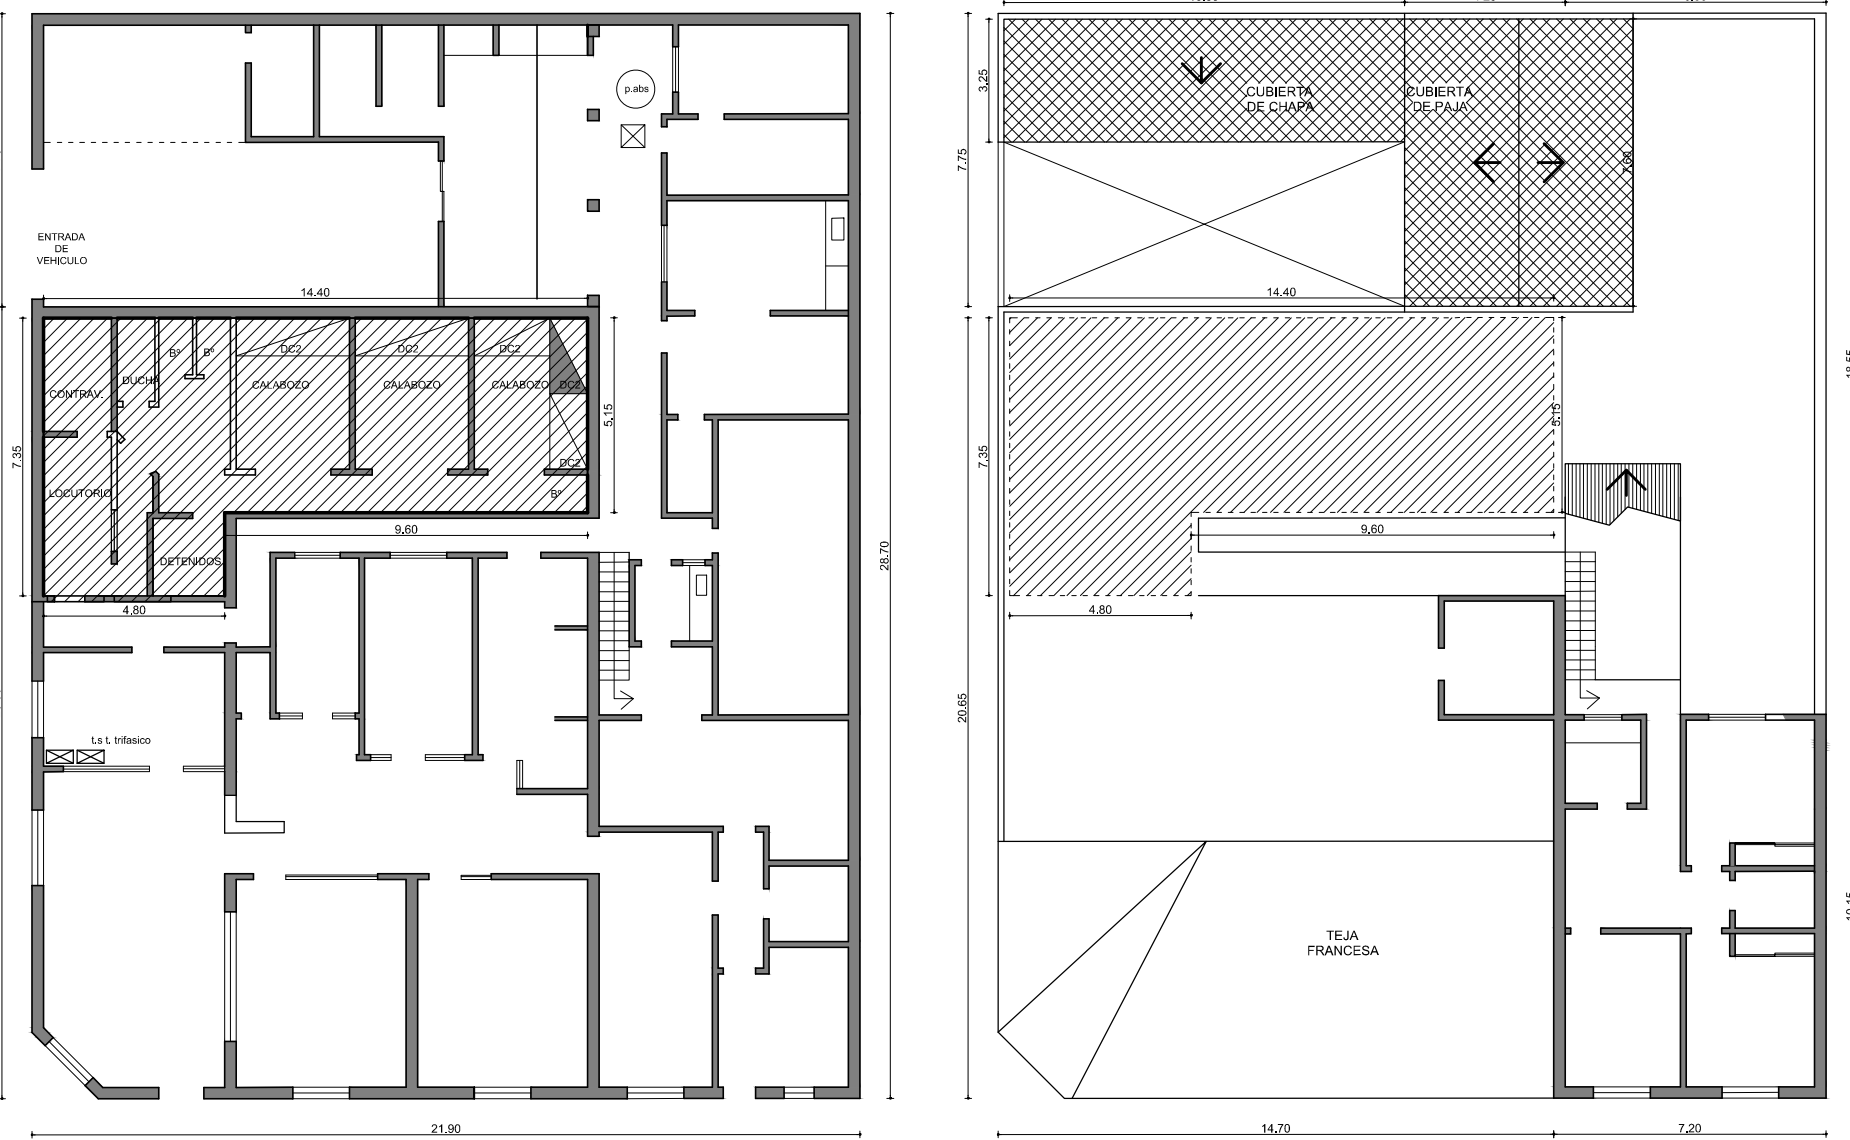 3.25
p.abs
CUBIERTA
DE CHAPA
CUBIERTA
DE PAJA
7.75
7.60
ENTRADA
DE
VEHICULO
14.40
14.40
DC2
DC2
DC2
Bº
Bº
DUCHA
CALABOZO
CALABOZO
CALABOZO
DC2
CONTRAV.
5.15
5.15
7.35
7.35
DC2
LOCUTORIO
Bº
9.60
9.60
DETENIDOS
28.70
4.80
4.80
20.65
t.s t. trifasico
TEJA
FRANCESA
21.90
14.70
7.20